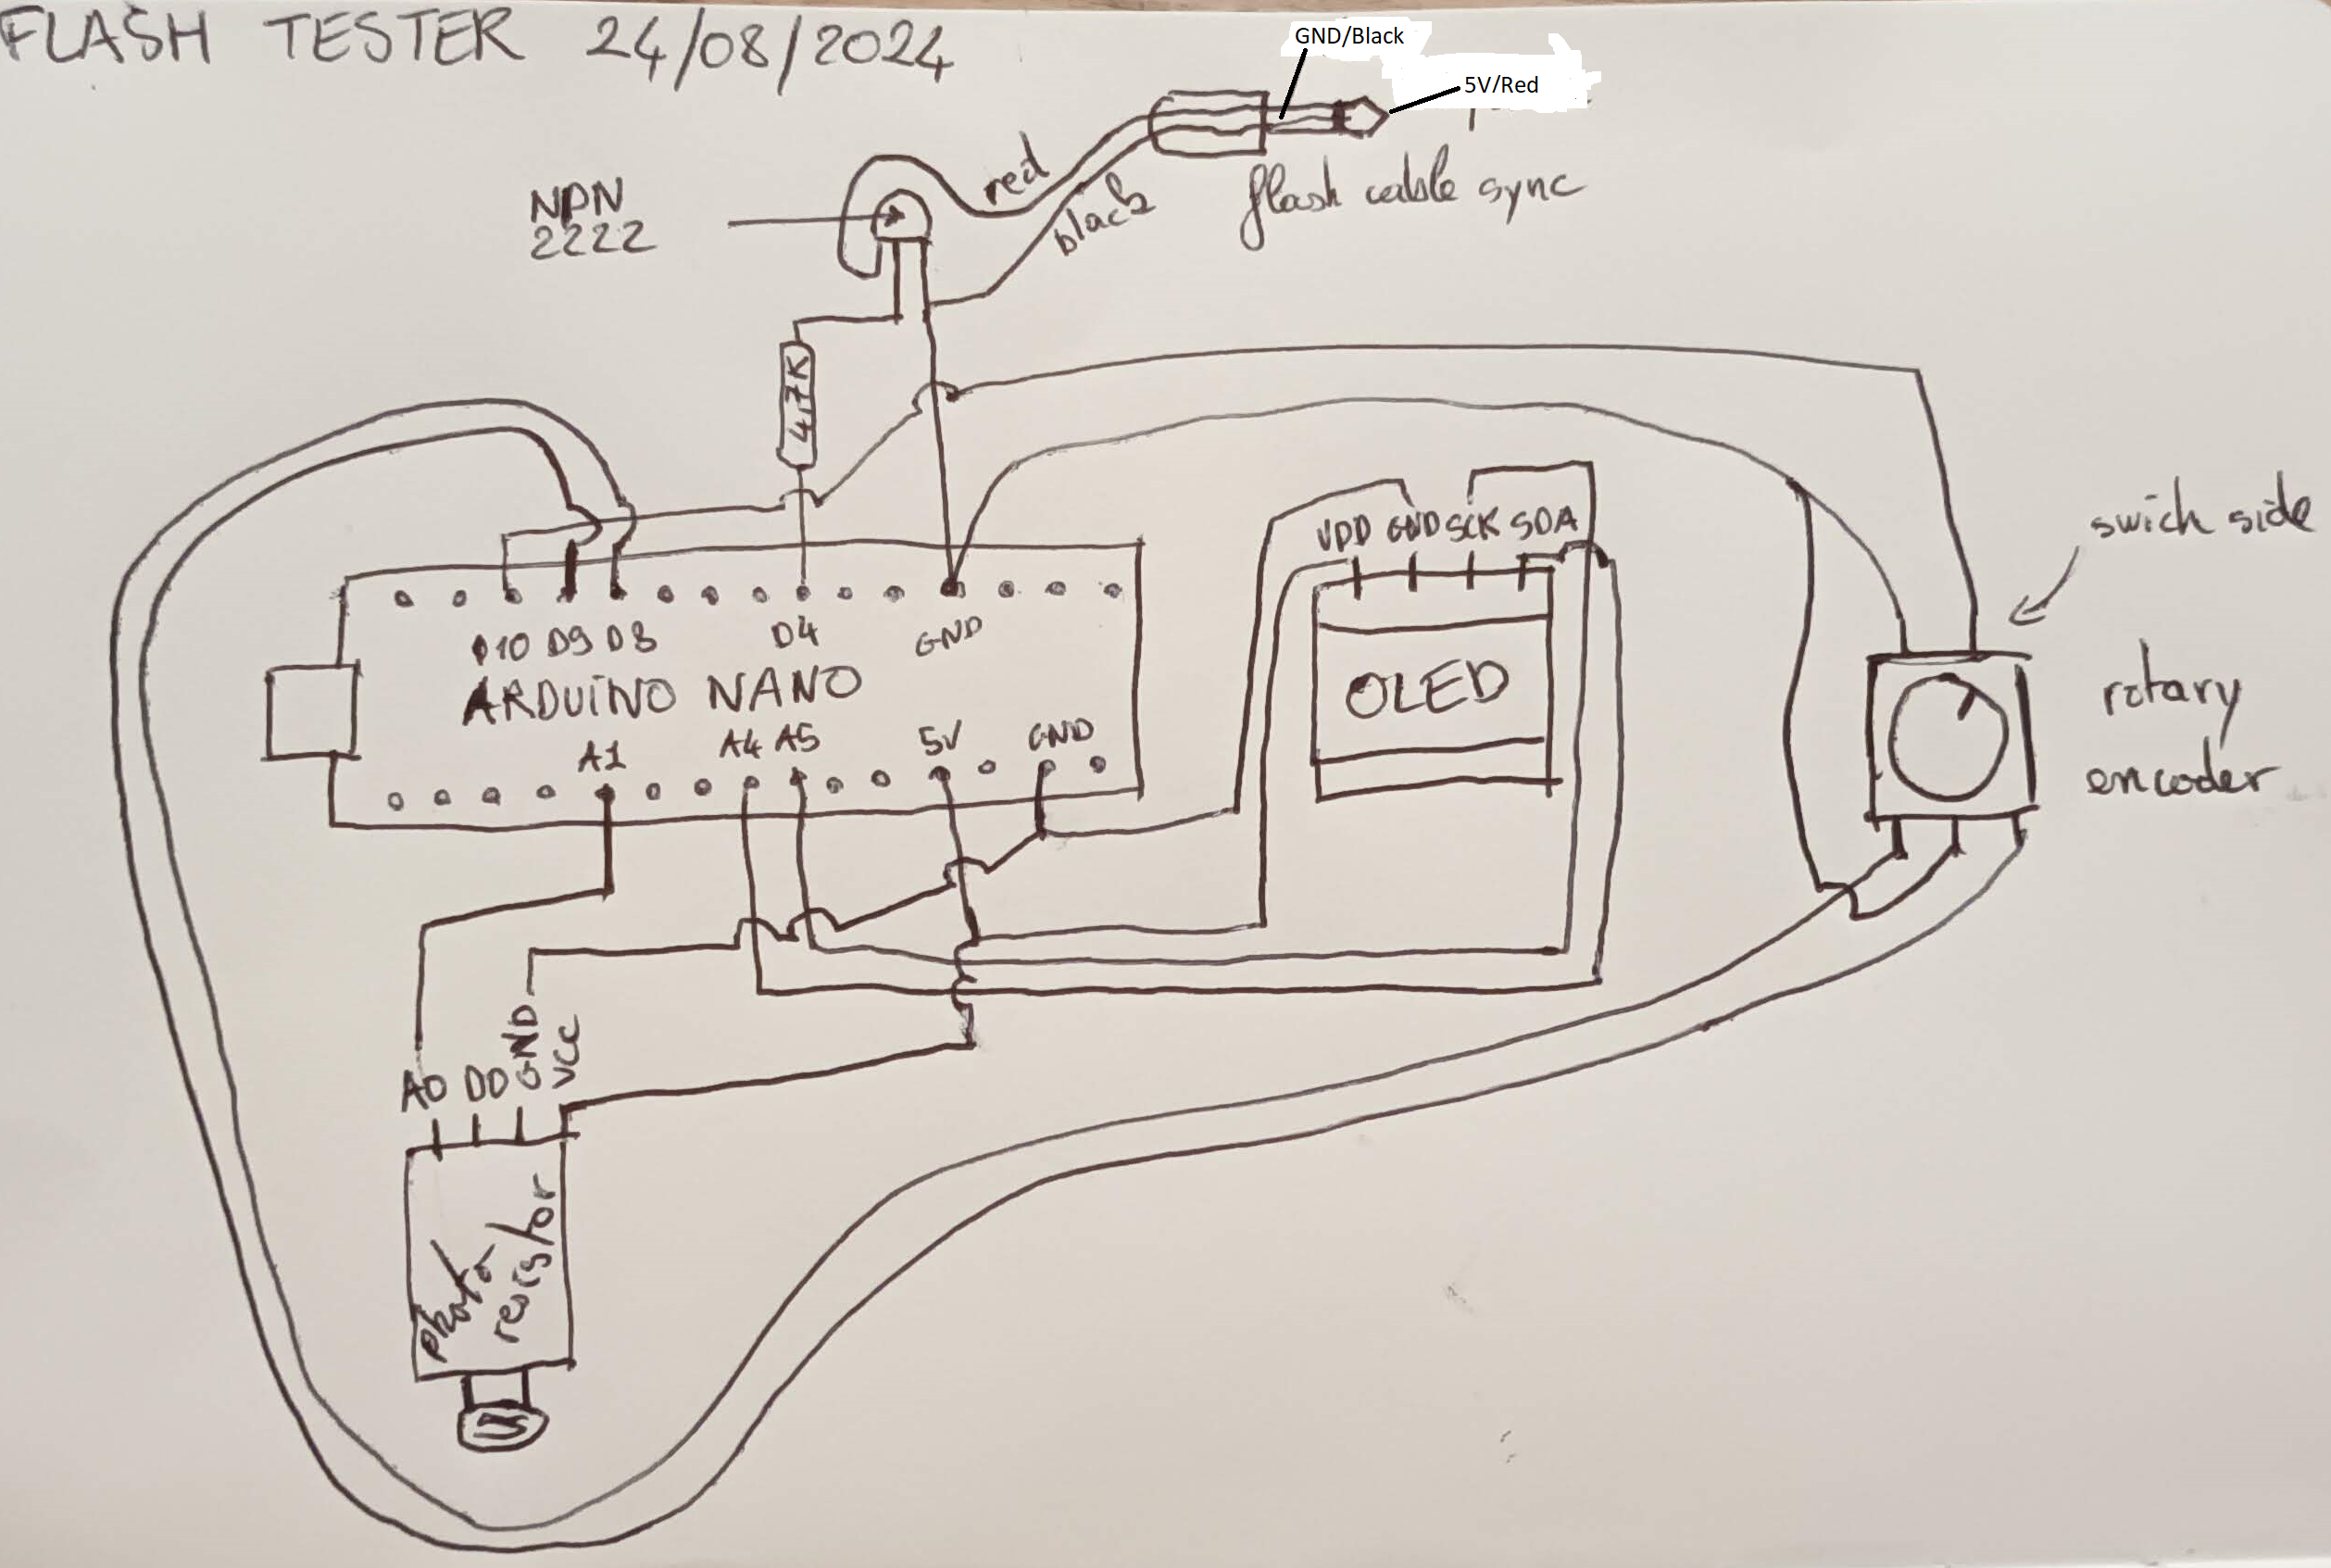 FLASH TESTER 24/08/2024
GND/Black
5V/Red
NPN
2222
red
black
flash cable sync
4,7K
VDD GND SCK SDA
swich side
D10 D9 D8 D4 GND
ARDUINO NANO
OLED
rotary
encoder
A1 A4 A5 5V GND
A0 D0 GND VCC
photo
resistor